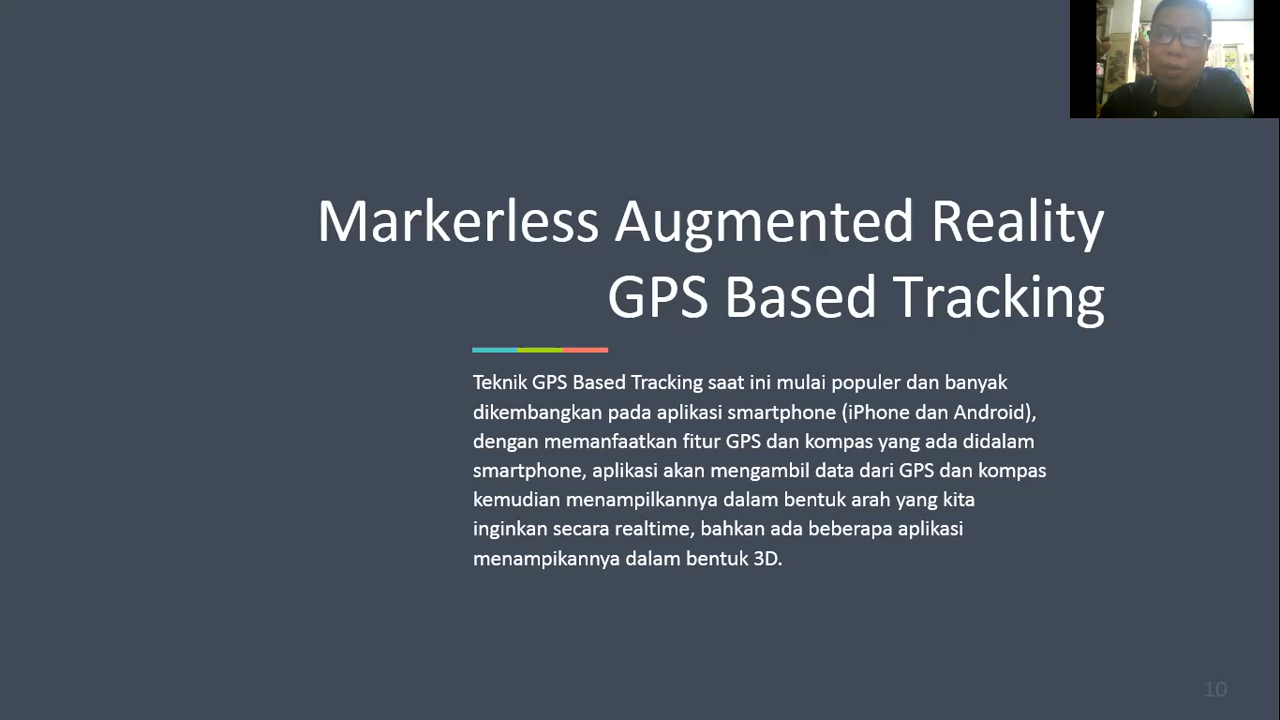 Markerless Augmented Reality
GPS Based Tracking
Teknik GPS Based Tracking saat ini mulai populer dan banyak
dikembangkan pada aplikasi smartphone (iPhone dan Android),
dengan memanfaatkan fitur GPS dan kompas yang ada didalam
smartphone, aplikasi akan mengambil data dari GPS dan kompas
kemudian menampilkannya dalam bentuk arah yang kita
inginkan secara realtime, bahkan ada beberapa aplikasi
menampikannya dalam bentuk 3D.
10